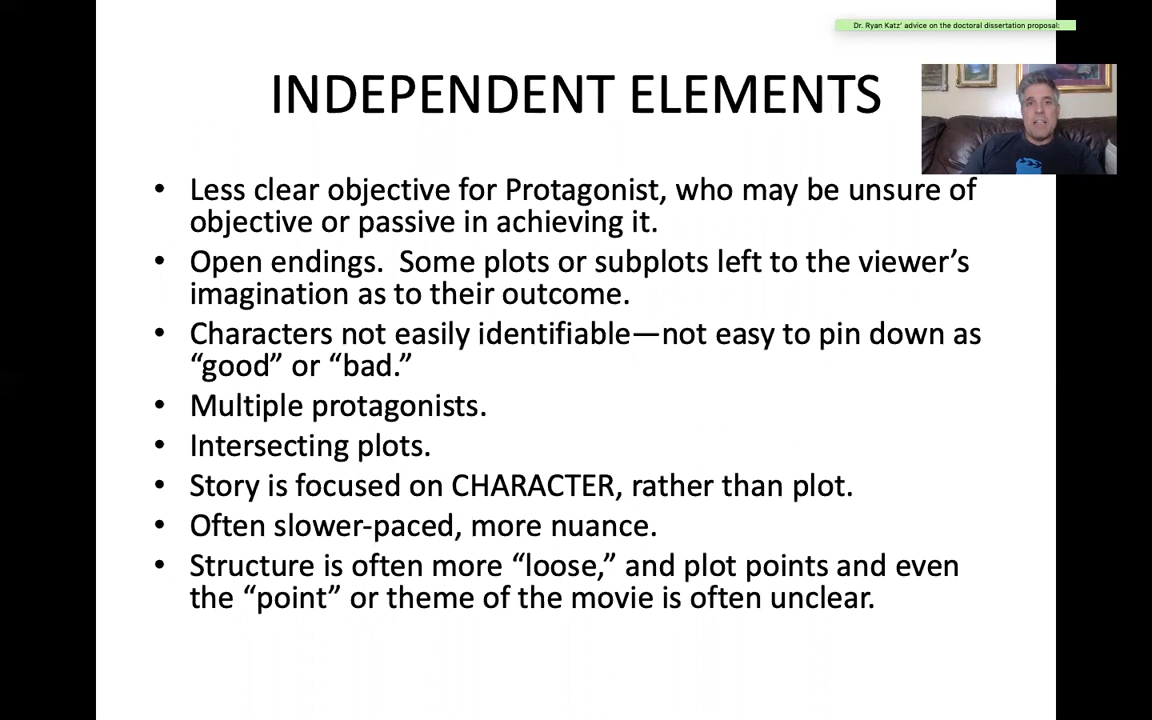 Dr. Ryan Katz' advice on the doctoral dissertation proposal:
INDEPENDENT ELEMENTS
• Less clear objective for Protagonist, who may be unsure of
objective or passive in achieving it.
• Open endings.  Some plots or subplots left to the viewer’s
imagination as to their outcome.
• Characters not easily identifiable—not easy to pin down as
“good” or “bad.”
• Multiple protagonists.
• Intersecting plots.
• Story is focused on CHARACTER, rather than plot.
• Often slower-paced, more nuance.
• Structure is often more “loose,” and plot points and even
the “point” or theme of the movie is often unclear.